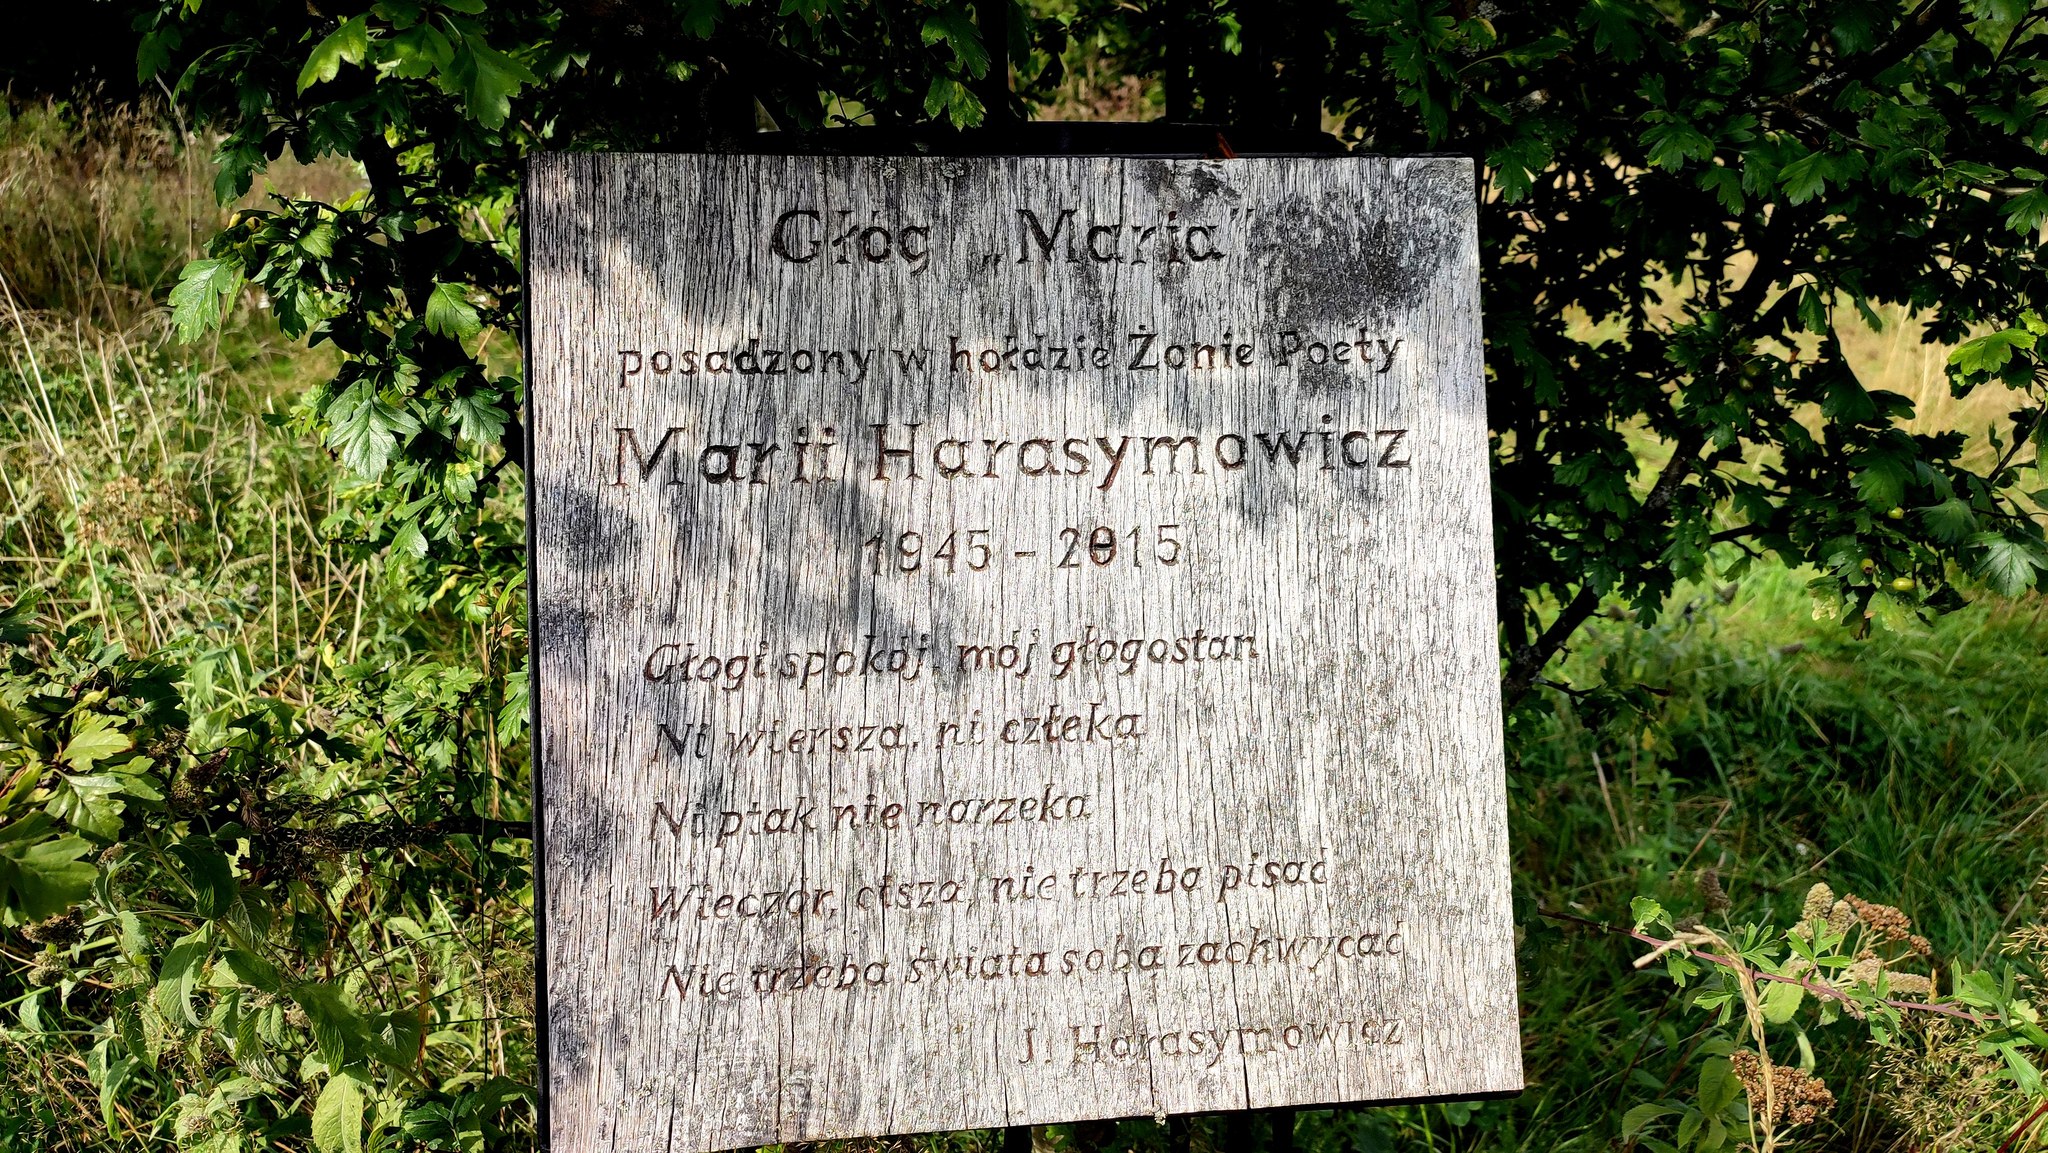 Głóg „Maria”
posadzony w hołdzie Żonie Poety
Marii Harasymowicz
1945 - 2015
Głogi spokój, mój głogostan
Ni wiersza, ni człeka
Ni ptak nie narzeka
Wieczór, cisza, nie trzeba pisać
Nie trzeba świata sobą zachwycać
J. Harasymowicz